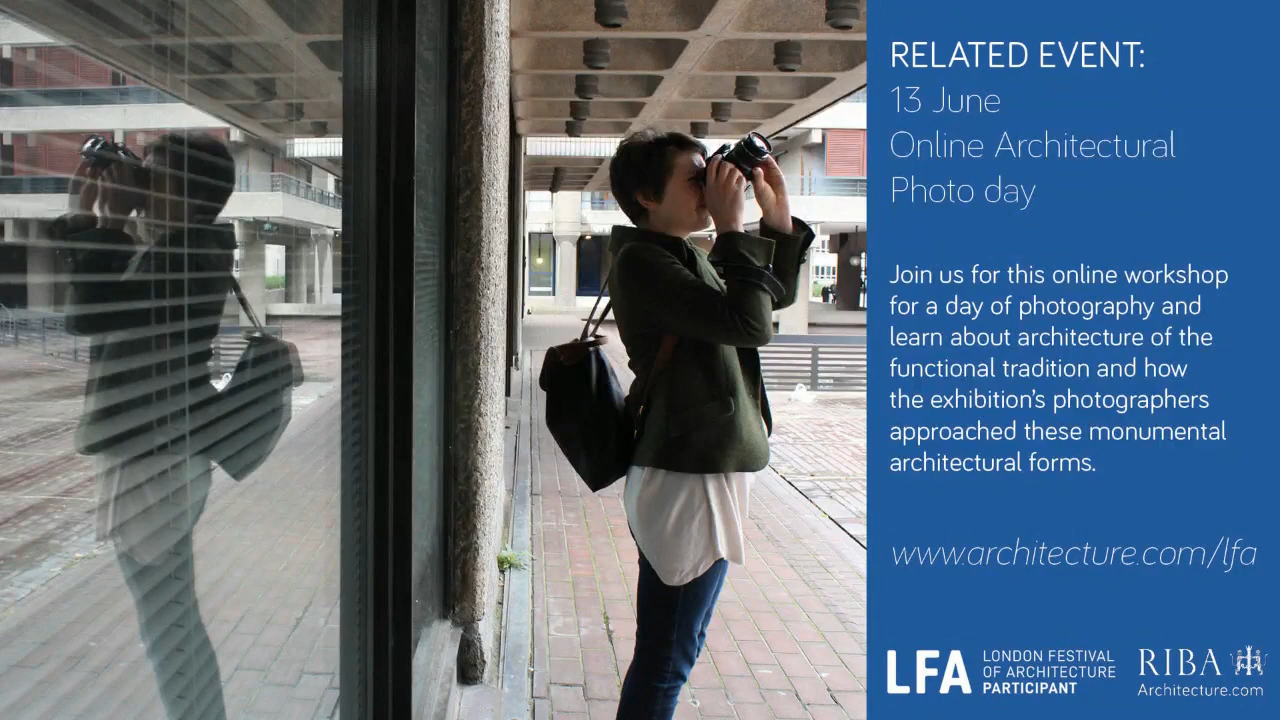 RELATED EVENT:
13 June
Online Architectural
Photo day
Join us for this online workshop
for a day of photography and
learn about architecture of the
functional tradition and how
the exhibition's photographers
approached these monumental
architectural forms.
www.architecture.com/lfa
LFA
LONDON FESTIVAL
OF ARCHITECTURE
PARTICIPANT
RIBA
Architecture.com